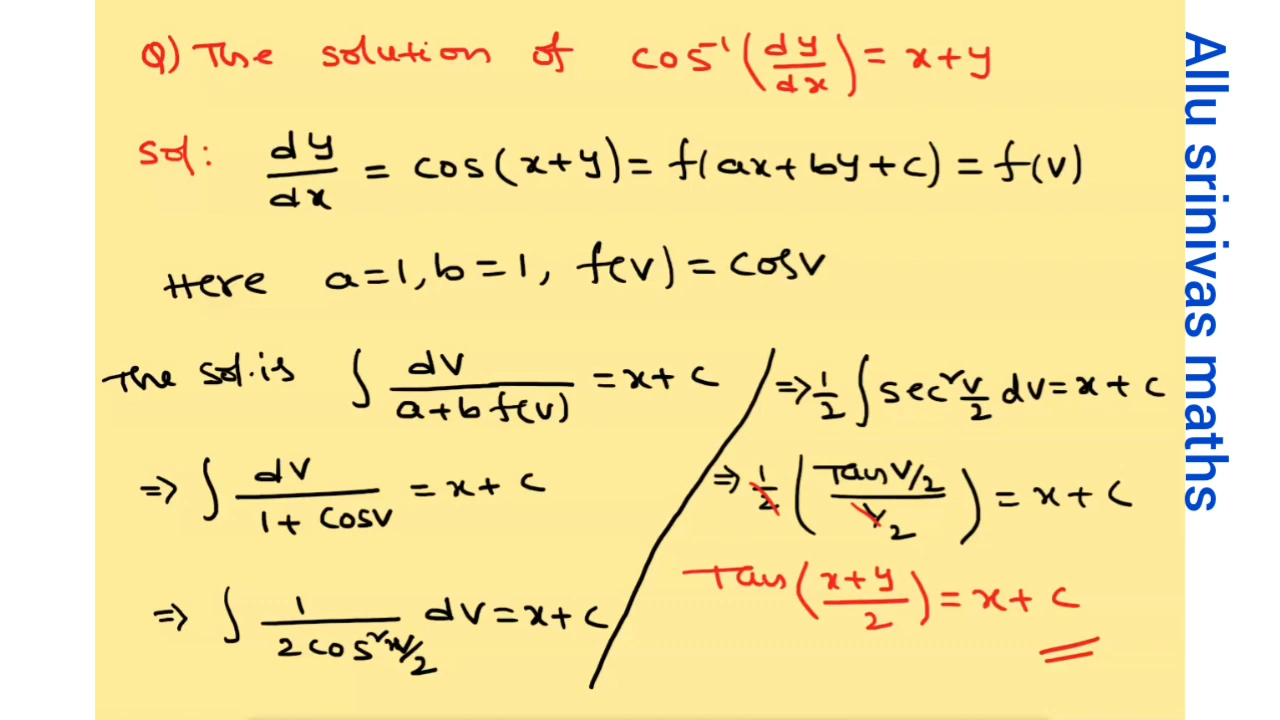 Q) The solution of cos⁻¹(dy/dx) = x+y
Sol: dy/dx = cos(x+y) = f(ax+by+c) = f(v)
Here a=1, b=1, f(v) = cosv
The sol. is ∫ dv/(a+b f(v)) = x+c
⇒ ∫ dv/(1+cosv) = x+c
⇒ ∫ 1/(2cos²v/2) dv = x+c
⇒ 1/2 ∫ sec²v/2 dv = x+c
⇒ 1/2 (Tan v/2 / 1/2) = x+c
Tan((x+y)/2) = x+c
Allu srinivas maths